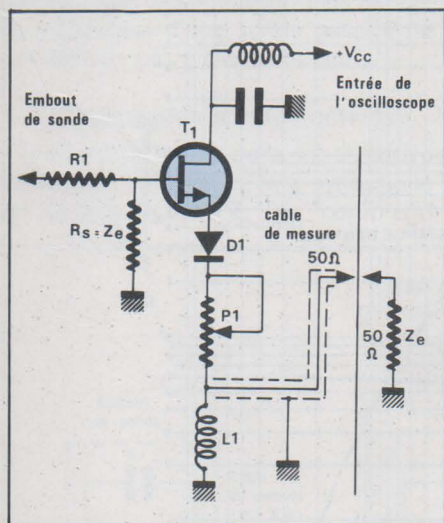 +VCC
Entrée de
l'oscilloscope
Embout
de sonde
T1
R1
Rs = Ze
cable
de mesure
D1
50Ω
P1
50
Ω
Ze
L1